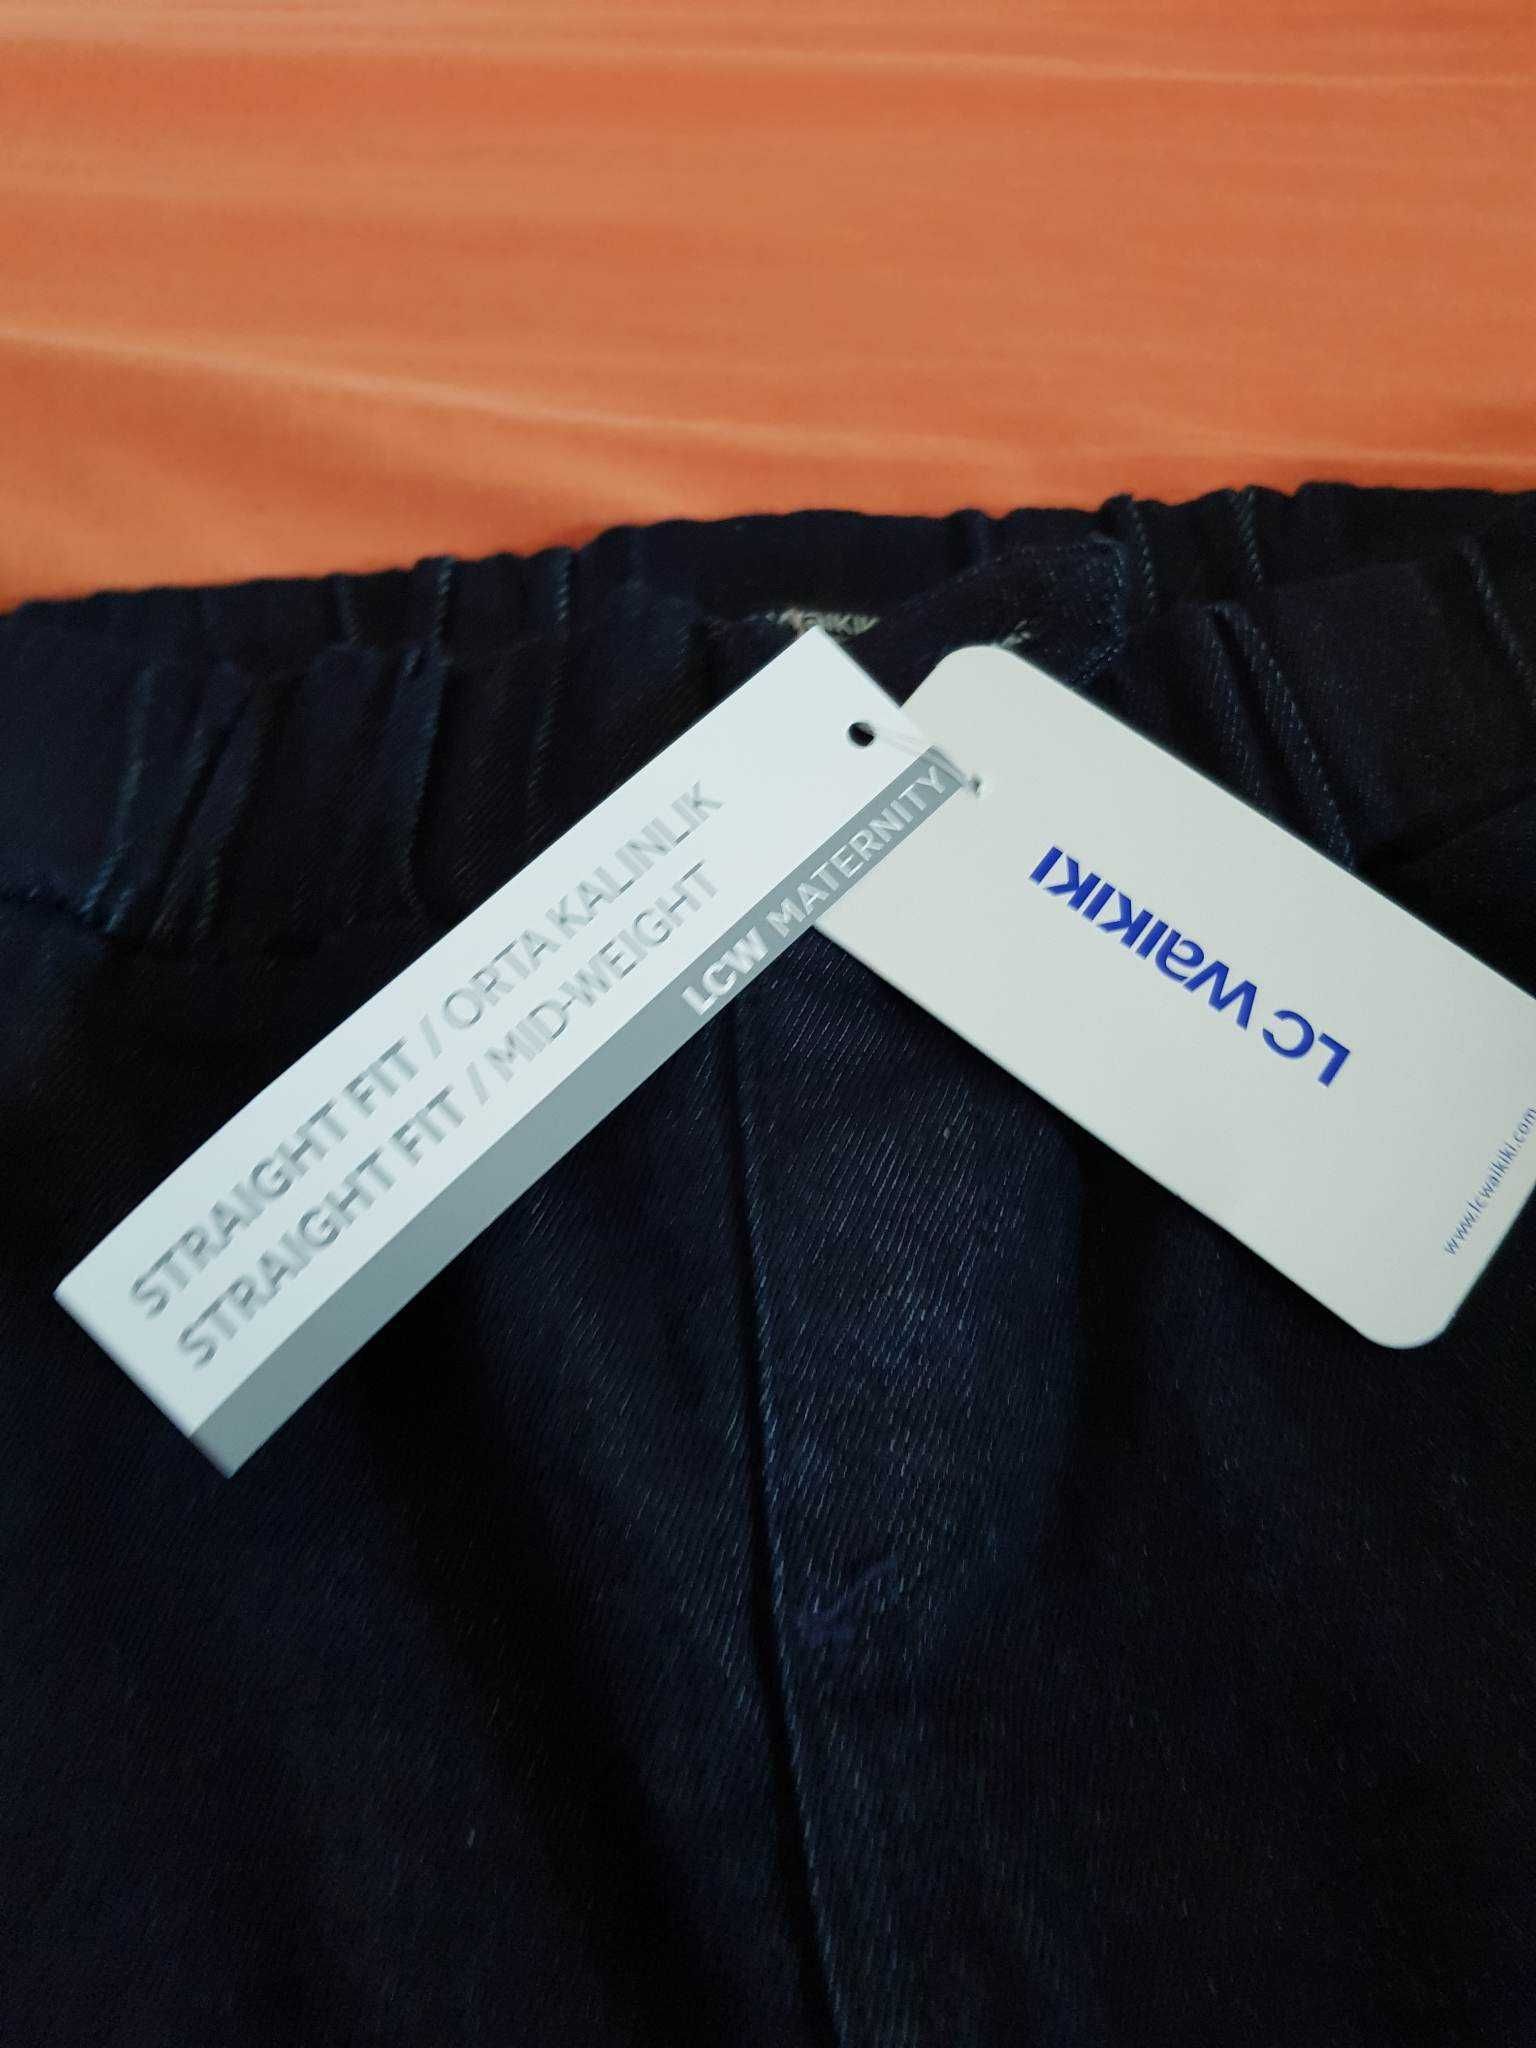 STRAIGHT FIT / ORTA KALINLIK
STRAIGHT FIT / MID-WEIGHT
LCW MATERNITY
LC Waikiki
www.lcwaikiki.com